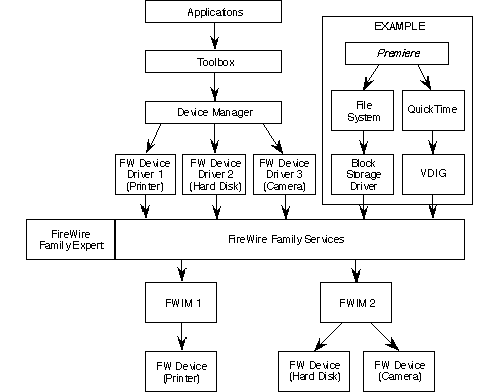 Applications
EXAMPLE
Premiere
Toolbox
Device Manager
File
System
QuickTime
FW Device
Driver 1
(Printer)
FW Device
Driver 2
(Hard Disk)
FW Device
Driver 3
(Camera)
Block
Storage
Driver
VDIG
FireWire
Family Expert
FireWire Family Services
FWIM 1
FWIM 2
FW Device
(Printer)
FW Device
(Hard Disk)
FW Device
(Camera)